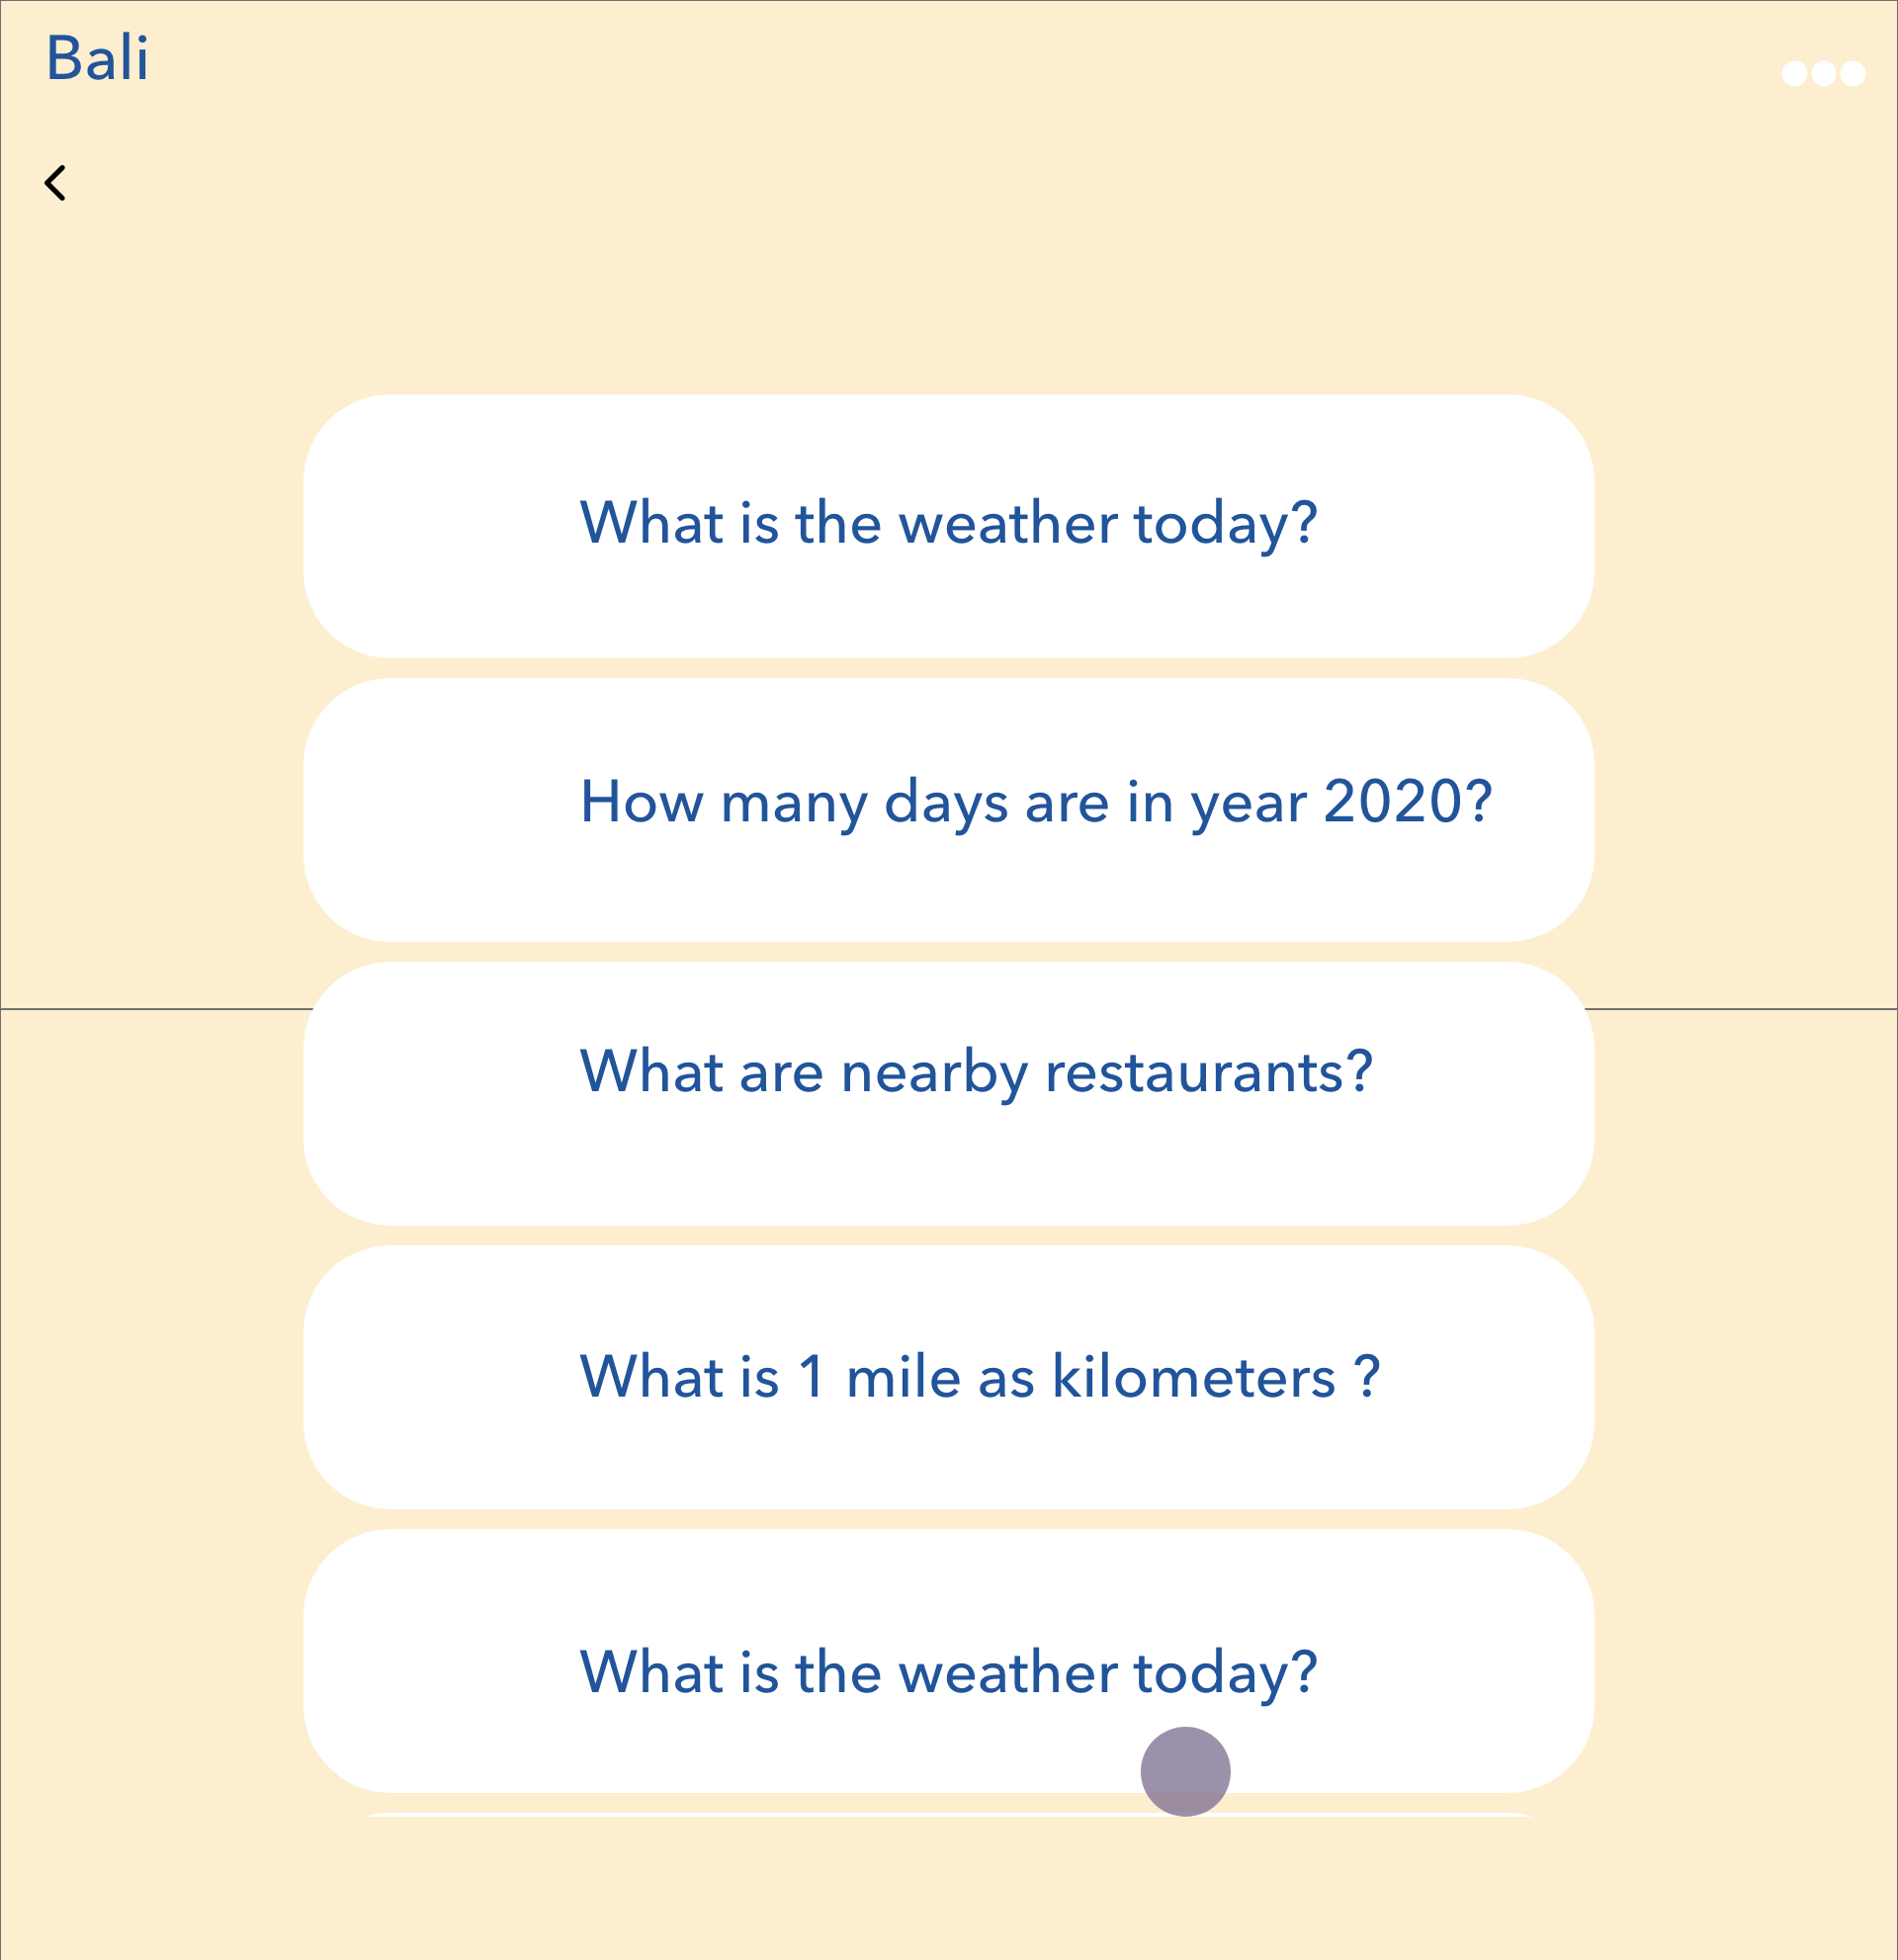 Bali
What is the weather today?
How many days are in year 2020?
What are nearby restaurants?
What is 1 mile as kilometers ?
What is the weather today?